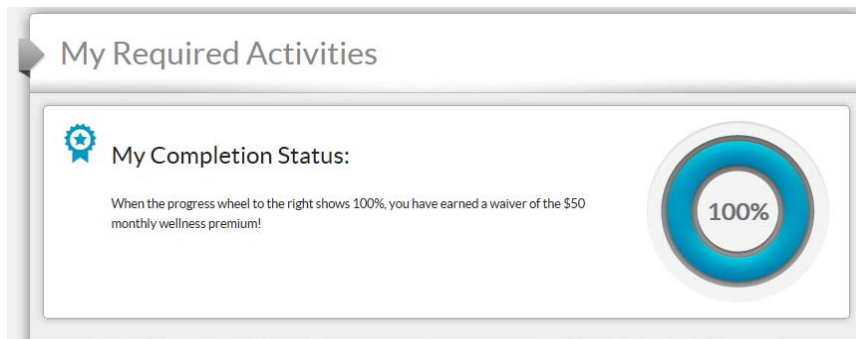 My Required Activities
My Completion Status:
When the progress wheel to the right shows 100%, you have earned a waiver of the $50
monthly wellness premium!
100%